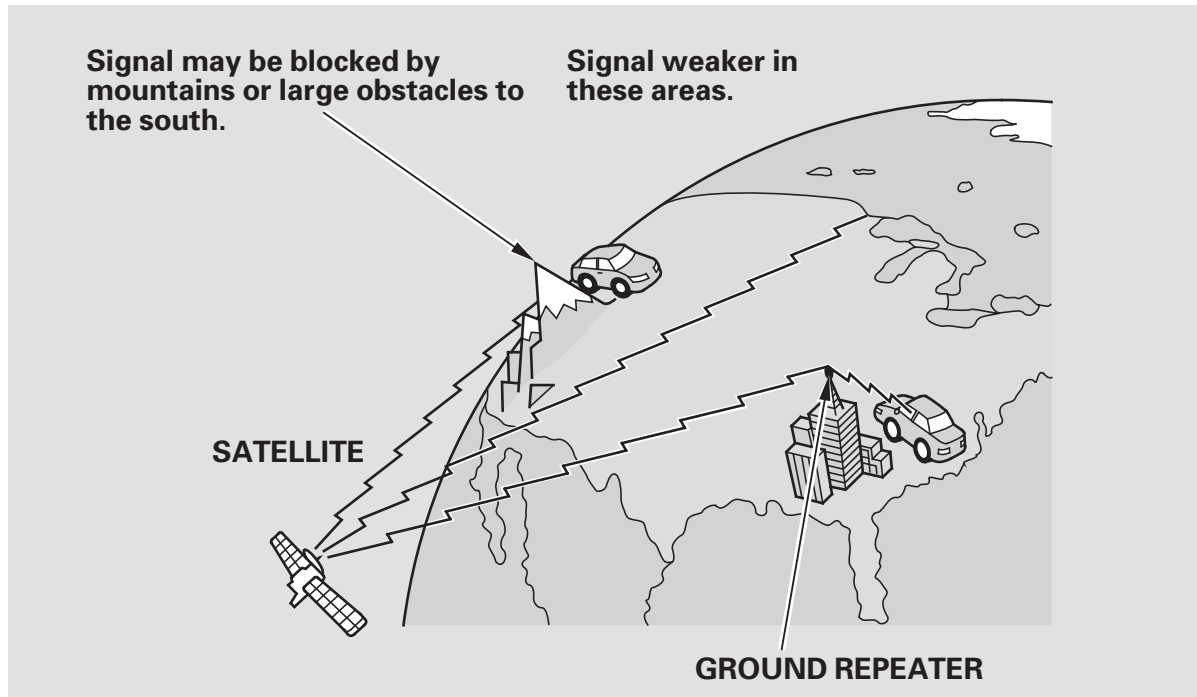 Signal may be blocked by
mountains or large obstacles to
the south.
Signal weaker in
these areas.
SATELLITE
GROUND REPEATER